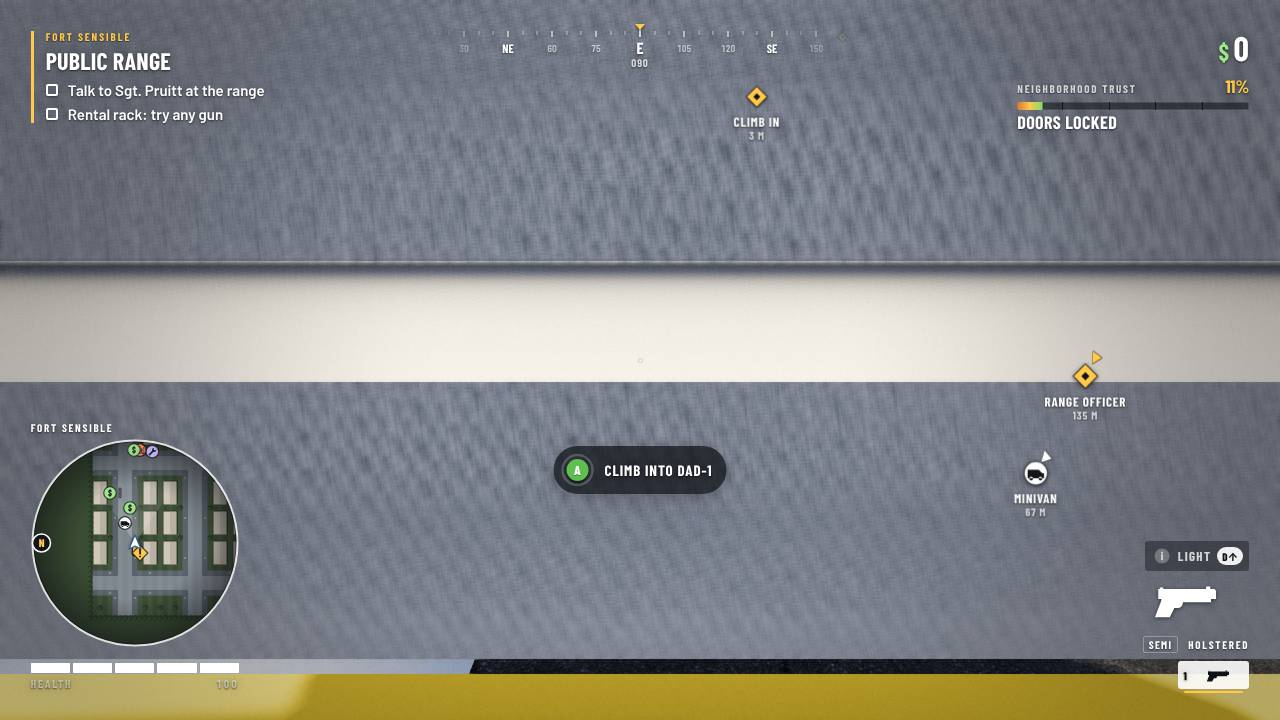 FORT SENSIBLE
PUBLIC RANGE
Talk to Sgt. Pruitt at the range
Rental rack: try any gun
30 NE 60 75 E 105 120 SE 150
090
$0
NEIGHBORHOOD TRUST 11%
DOORS LOCKED
CLIMB IN
3 M
RANGE OFFICER
135 M
A CLIMB INTO DAD-1
MINIVAN
67 M
FORT SENSIBLE
$
$
$
N
!
LIGHT D↑
SEMI HOLSTERED
1
HEALTH 100